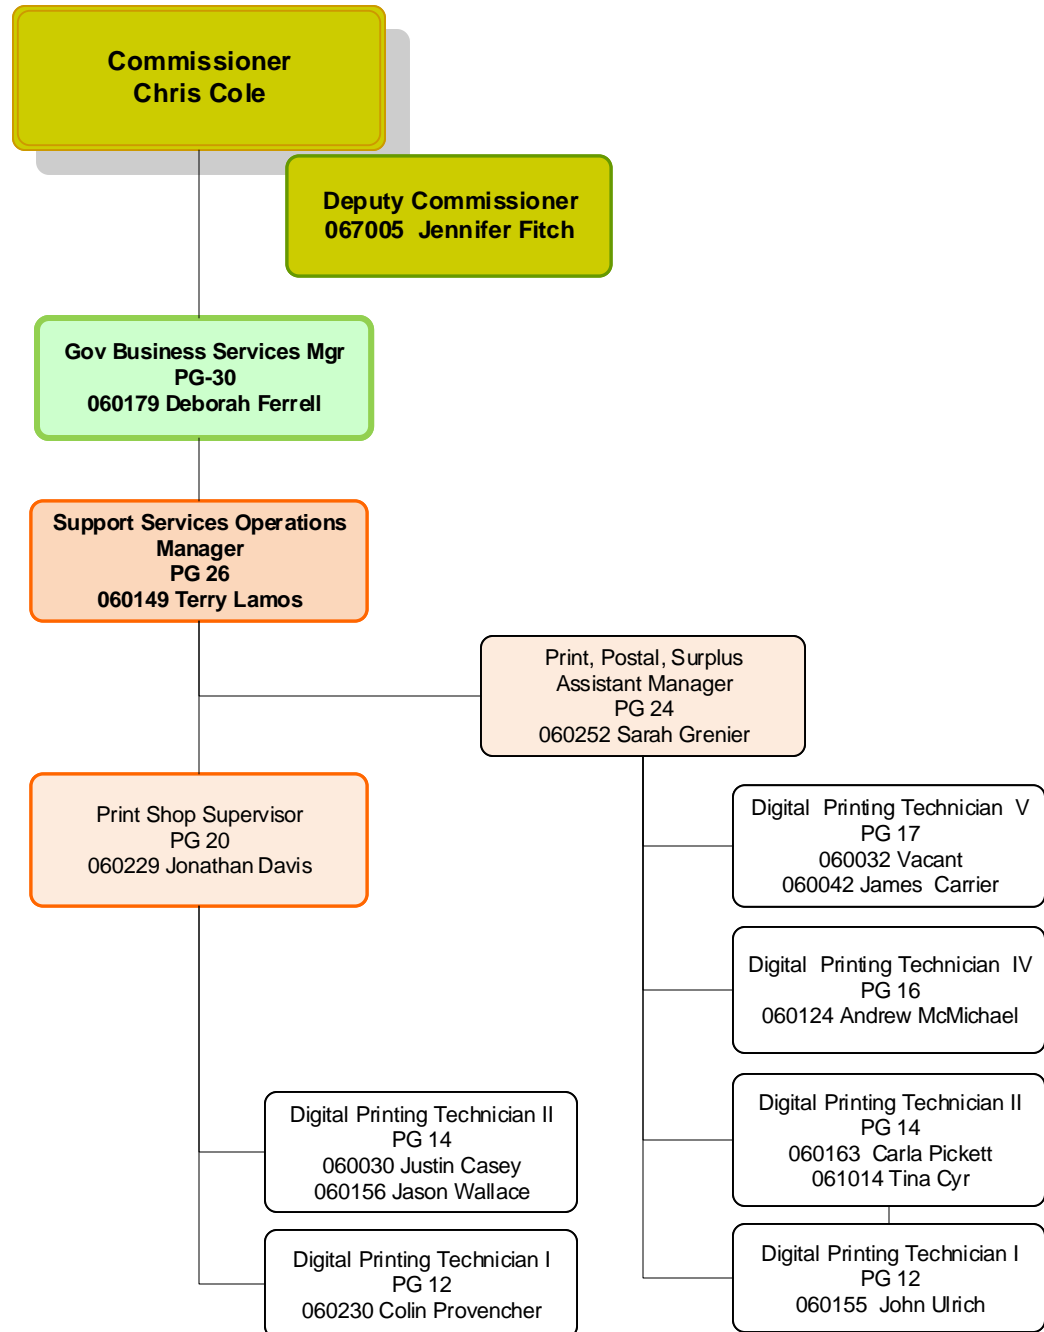 Commissioner
Chris Cole
Deputy Commissioner
067005 Jennifer Fitch
Gov Business Services Mgr
PG-30
060179 Deborah Ferrell
Support Services Operations
Manager
PG 26
060149 Terry Lamos
Print, Postal, Surplus
Assistant Manager
PG 24
060252 Sarah Grenier
Print Shop Supervisor
PG 20
060229 Jonathan Davis
Digital Printing Technician V
PG 17
060032 Vacant
060042 James Carrier
Digital Printing Technician IV
PG 16
060124 Andrew McMichael
Digital Printing Technician II
PG 14
060030 Justin Casey
060156 Jason Wallace
Digital Printing Technician II
PG 14
060163 Carla Pickett
061014 Tina Cyr
Digital Printing Technician I
PG 12
060230 Colin Provencher
Digital Printing Technician I
PG 12
060155 John Ulrich